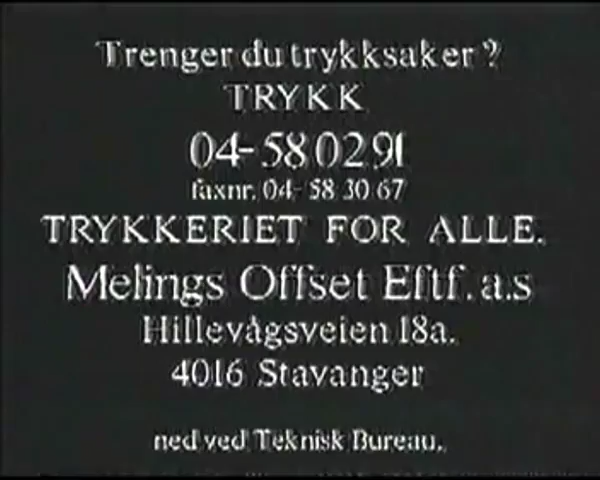 Trenger du trykksaker?
TRYKK
04-58 02 91
faxnr. 04-58 30 67
TRYKKERIET FOR ALLE.
Melings Offset Eftf. a.s
Hillevågsveien 18a.
4016 Stavanger
ned ved Teknisk Bureau.